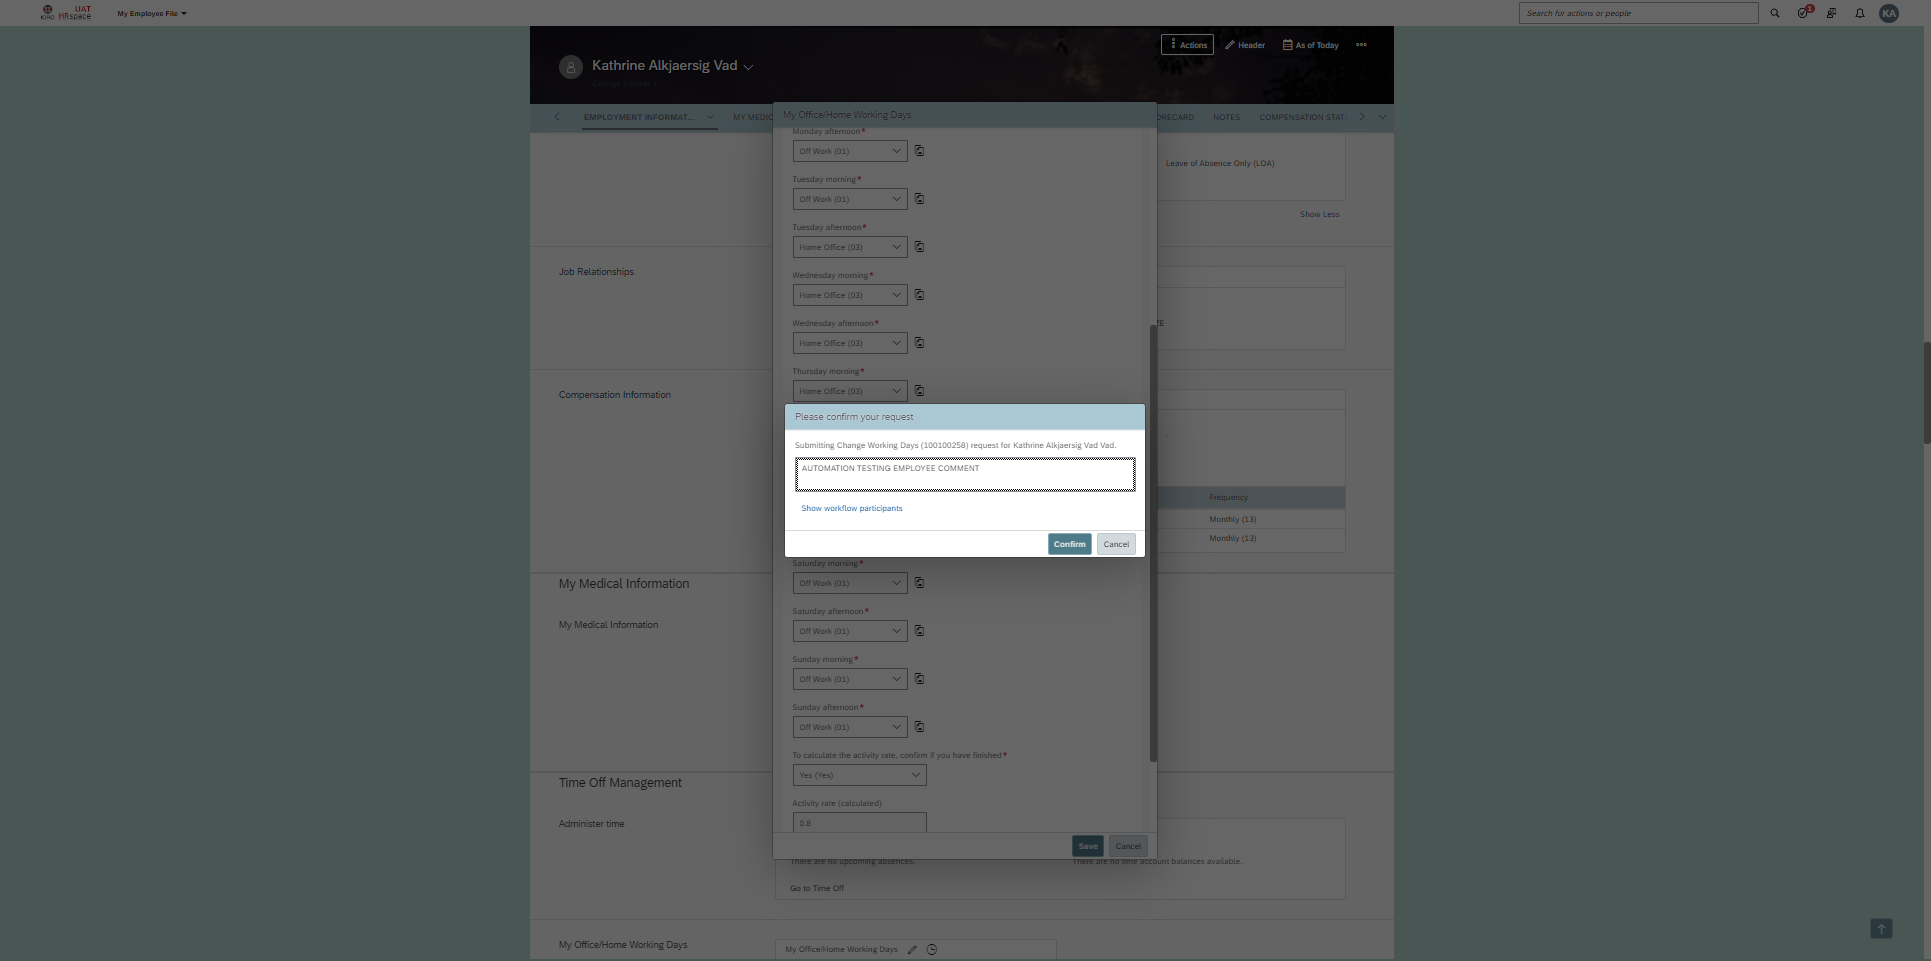 ICRC
UAT
HRspace
My Employee File
Search for actions or people
1
KA
Actions
Header
As of Today
Kathrine Alkjaersig Vad
EMPLOYMENT INFORMAT...
MY MEDIC
My Office/Home Working Days
ORECARD
NOTES
COMPENSATION STAT
Monday afternoon*
Off Work (01)
Leave of Absence Only (LOA)
Tuesday morning*
Off Work (01)
Show Less
Tuesday afternoon*
Home Office (03)
Job Relationships
Wednesday morning*
Home Office (03)
Wednesday afternoon*
TE
Home Office (03)
Thursday morning*
Home Office (03)
Compensation Information
Please confirm your request
Submitting Change Working Days (100100258) request for Kathrine Alkjaersig Vad Vad.
AUTOMATION TESTING EMPLOYEE COMMENT
Show workflow participants
Confirm
Cancel
Frequency
Monthly (13)
Monthly (13)
Saturday morning*
My Medical Information
Off Work (01)
Saturday afternoon*
My Medical Information
Off Work (01)
Sunday morning*
Off Work (01)
Sunday afternoon*
Off Work (01)
To calculate the activity rate, confirm if you have finished*
Yes (Yes)
Time Off Management
Activity rate (calculated)
Administer time
0.8
Save
Cancel
There are no upcoming absences.
There are no time account balances available.
Go to Time Off
My Office/Home Working Days
My Office/Home Working Days